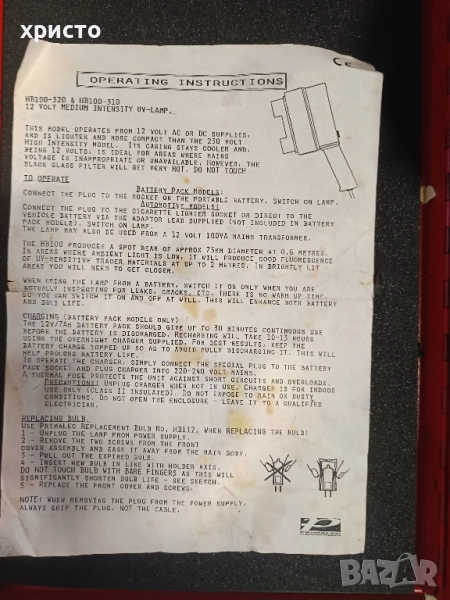 христо
OPERATING INSTRUCTIONS
CE
HB100-320 & HB100-310
12 VOLT MEDIUM INTENSITY UV-LAMP.
THIS MODEL OPERATES FROM 12 VOLT AC OR DC SUPPLIES,
AND IS LIGHTER AND MORE COMPACT THAN THE 230 VOLT
HIGH INTENSITY MODEL. ITS CASING STAYS COOLER AND,
BEING 12 VOLTS, IS IDEAL FOR AREAS WHERE MAINS
VOLTAGE IS INAPPROPRIATE OR UNAVAILABLE. HOWEVER, THE
BLACK GLASS FILTER WILL GET VERY HOT. DO NOT TOUCH
TO OPERATE
BATTERY PACK MODELS:
CONNECT THE PLUG TO THE SOCKET ON THE PORTABLE BATTERY. SWITCH ON LAMP.
AUTOMOTIVE MODELS:
CONNECT THE PLUG TO THE CIGARETTE LIGHTER SOCKET OR DIRECT TO THE
VEHICLE BATTERY VIA THE ADAPTOR LEAD SUPPLIED (NOT INCLUDED IN BATTERY
PACK MODELS). SWITCH ON LAMP.
THE LAMP MAY ALSO BE USED FROM A 12 VOLT 100VA MAINS TRANSFORMER.
THE HB100 PRODUCES A SPOT BEAM OF APPROX 75MM DIAMETER AT 0.6 METRES.
IN AREAS WHERE AMBIENT LIGHT IS LOW, IT WILL PRODUCE GOOD FLUORESCENCE
OF UV-SENSITIVE TRACER MATERIALS AT UP TO 2 METRES. IN BRIGHTLY LIT
AREAS YOU WILL NEED TO GET CLOSER.
WHEN USING THE LAMP FROM A BATTERY, SWITCH IT ON ONLY WHEN YOU ARE
ACTUALLY INSPECTING FOR LEAKS, CRACKS, ETC. THERE IS NO WARM UP TIME,
SO YOU CAN SWITCH IT ON AND OFF AT WILL. THIS WILL ENHANCE BOTH BATTERY
AND BULB LIFE.
CHARGING (BATTERY PACK MODELS ONLY)
THE 12V/7AH BATTERY PACK SHOULD GIVE UP TO 30 MINUTES CONTINUOUS USE
BEFORE THE BATTERY IS DISCHARGED. RECHARGING WILL TAKE 10-13 HOURS
USING THE OVERNIGHT CHARGER SUPPLIED. FOR BEST RESULTS, KEEP THE
BATTERY CHARGE TOPPED UP SO AS TO AVOID FULLY DISCHARGING IT. THIS WILL
HELP PROLONG BATTERY LIFE.
TO OPERATE THE CHARGER, SIMPLY CONNECT THE SPECIAL PLUG TO THE BATTERY
PACK SOCKET AND PLUG CHARGER INTO 220-240 VOLT MAINS.
A THERMAL FUSE PROTECTS THE UNIT AGAINST SHORT CIRCUITS AND OVERLOADS.
PRECAUTIONS: UNPLUG CHARGER WHEN NOT IN USE. CHARGER IS FOR INDOOR
USE ONLY (CLASS II INSULATED). DO NOT EXPOSE TO RAIN OR DUSTY
CONDITIONS. DO NOT OPEN THE ENCLOSURE - LEAVE IT TO A QUALIFIED
ELECTRICIAN.
REPLACING BULB.
USE PRIMALEC REPLACEMENT BULB NO. HB112. WHEN REPLACING THE BULB:
1 - UNPLUG THE LAMP FROM POWER SUPPLY.
2 - REMOVE THE TWO SCREWS FROM THE FRONT
COVER ASSEMBLY AND EASE IT AWAY FROM THE MAIN BODY.
3 - PULL OUT THE EXPIRED BULB.
4 - INSERT NEW BULB IN LINE WITH HOLDER AXIS.
DO NOT TOUCH BULB WITH BARE FINGERS AS THIS WILL
SIGNIFICANTLY SHORTEN BULB LIFE - SEE SKETCH.
5 - REPLACE THE FRONT COVER AND SCREWS.
NOTE: WHEN REMOVING THE PLUG FROM THE POWER SUPPLY,
ALWAYS GRIP THE PLUG, NOT THE CABLE.
BAZAR